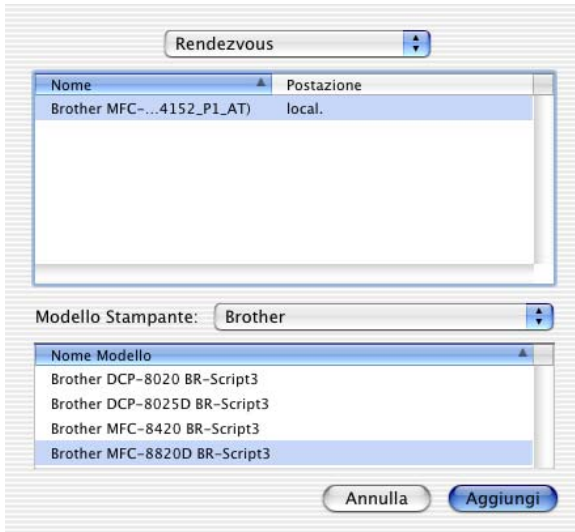 Rendezvous
Nome Postazione
Brother MFC-...4152_P1_AT) local.
Modello Stampante: Brother
Nome Modello
Brother DCP-8020 BR-Script3
Brother DCP-8025D BR-Script3
Brother MFC-8420 BR-Script3
Brother MFC-8820D BR-Script3
Annulla Aggiungi